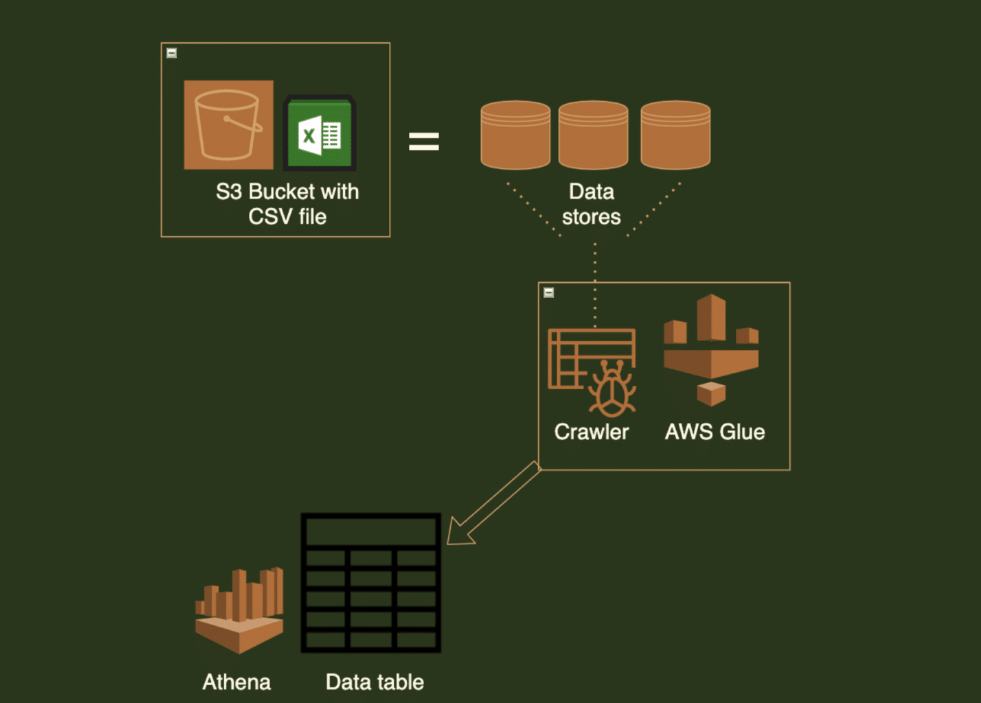 S3 Bucket with
CSV file
=
Data
stores
X
Crawler
AWS Glue
Athena
Data table